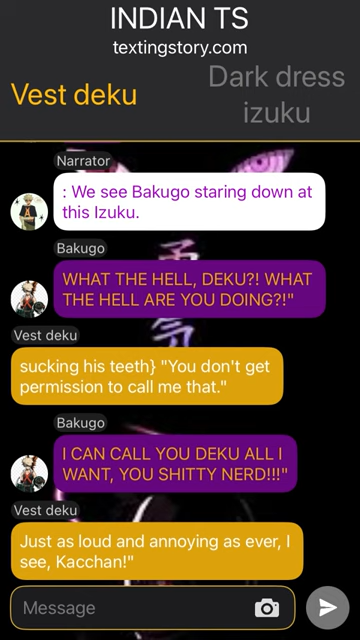 INDIAN TS
textingstory.com
Vest deku
Dark dress
izuku
Narrator
: We see Bakugo staring down at
this Izuku.
Bakugo
WHAT THE HELL, DEKU?! WHAT
THE HELL ARE YOU DOING?!"
Vest deku
sucking his teeth} "You don't get
permission to call me that."
Bakugo
I CAN CALL YOU DEKU ALL I
WANT, YOU SHITTY NERD!!!"
Vest deku
Just as loud and annoying as ever, I
see, Kacchan!"
Message